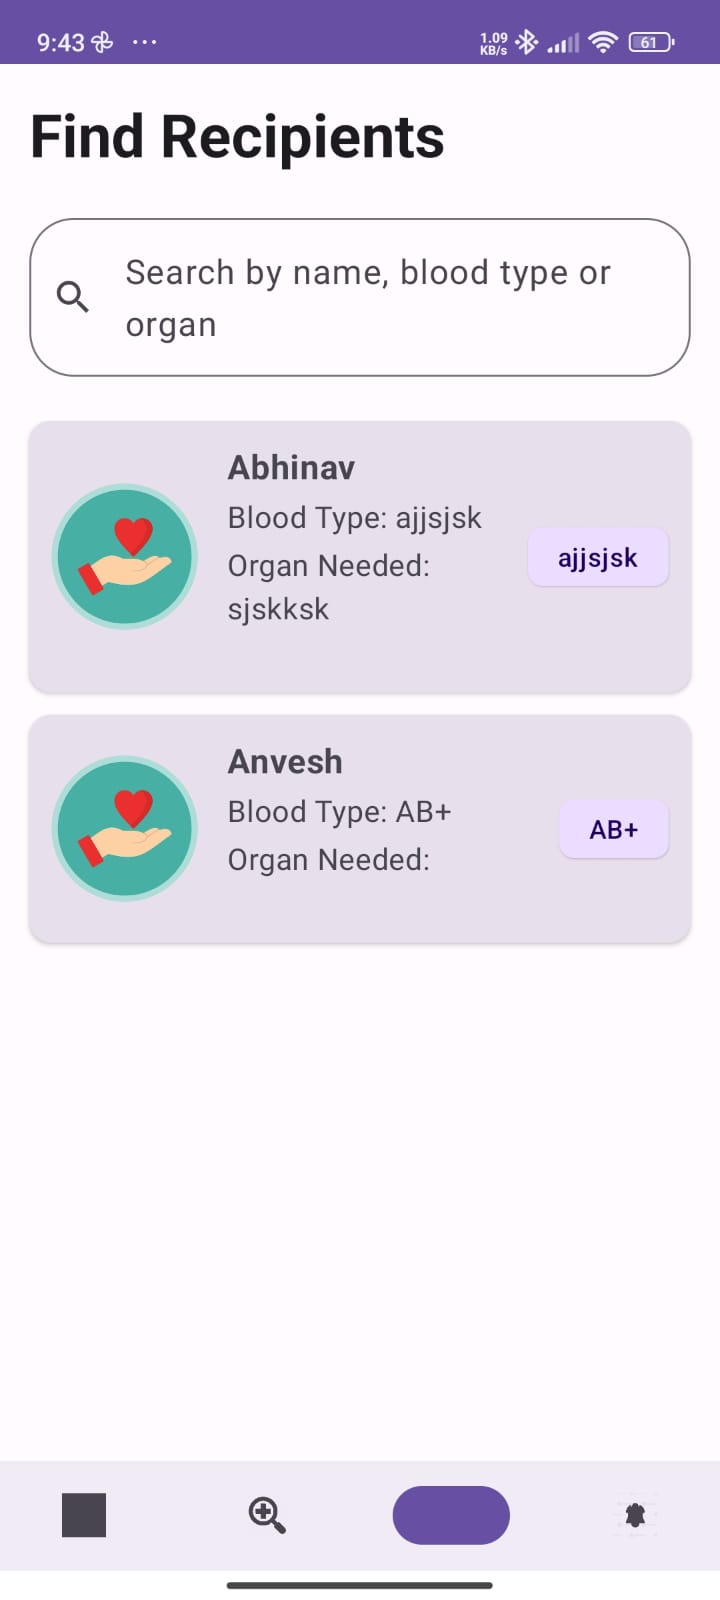 9:43
1.09
KB/s
61
Find Recipients
Search by name, blood type or
organ
Abhinav
Blood Type: ajjsjsk
Organ Needed:
sjskksk
ajjsjsk
Anvesh
Blood Type: AB+
Organ Needed:
AB+